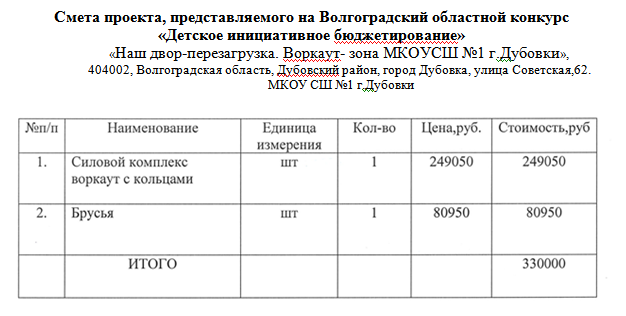 Смета проекта, представляемого на Волгоградский областной конкурс
«Детское инициативное бюджетирование»
«Наш двор-перезагрузка. Воркаут- зона МКОУСШ №1 г.Дубовки»,
404002, Волгоградская область, Дубовский район, город Дубовка, улица Советская,62.
МКОУ СШ №1 г.Дубовки
№п/п Наименование Единица измерения Кол-во Цена,руб. Стоимость,руб
1. Силовой комплекс воркаут с кольцами шт 1 249050 249050
2. Брусья шт 1 80950 80950
ИТОГО 330000